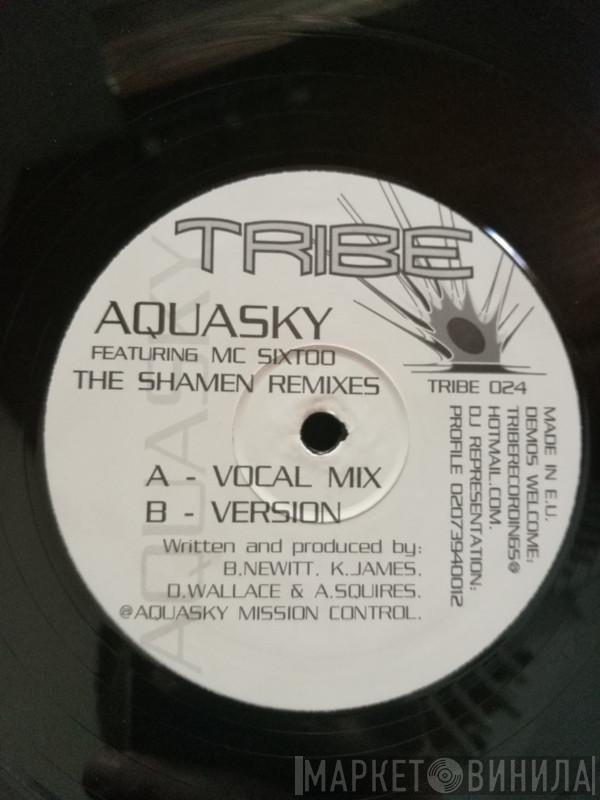 TRIBE
AQUASKY
FEATURING MC SIXTOO
THE SHAMEN REMIXES
TRIBE 024
A - VOCAL MIX
B - VERSION
Written and produced by:
B.NEWITT, K.JAMES,
D.WALLACE & A.SQUIRES.
@AQUASKY MISSION CONTROL.
MADE IN E.U.
DEMOS WELCOME:
TRIBERECORDINGS@
HOTMAIL.COM.
DJ REPRESENTATION:
PROFILE 02073940012
AQUASKY
МАРКЕТ ВИНИЛА